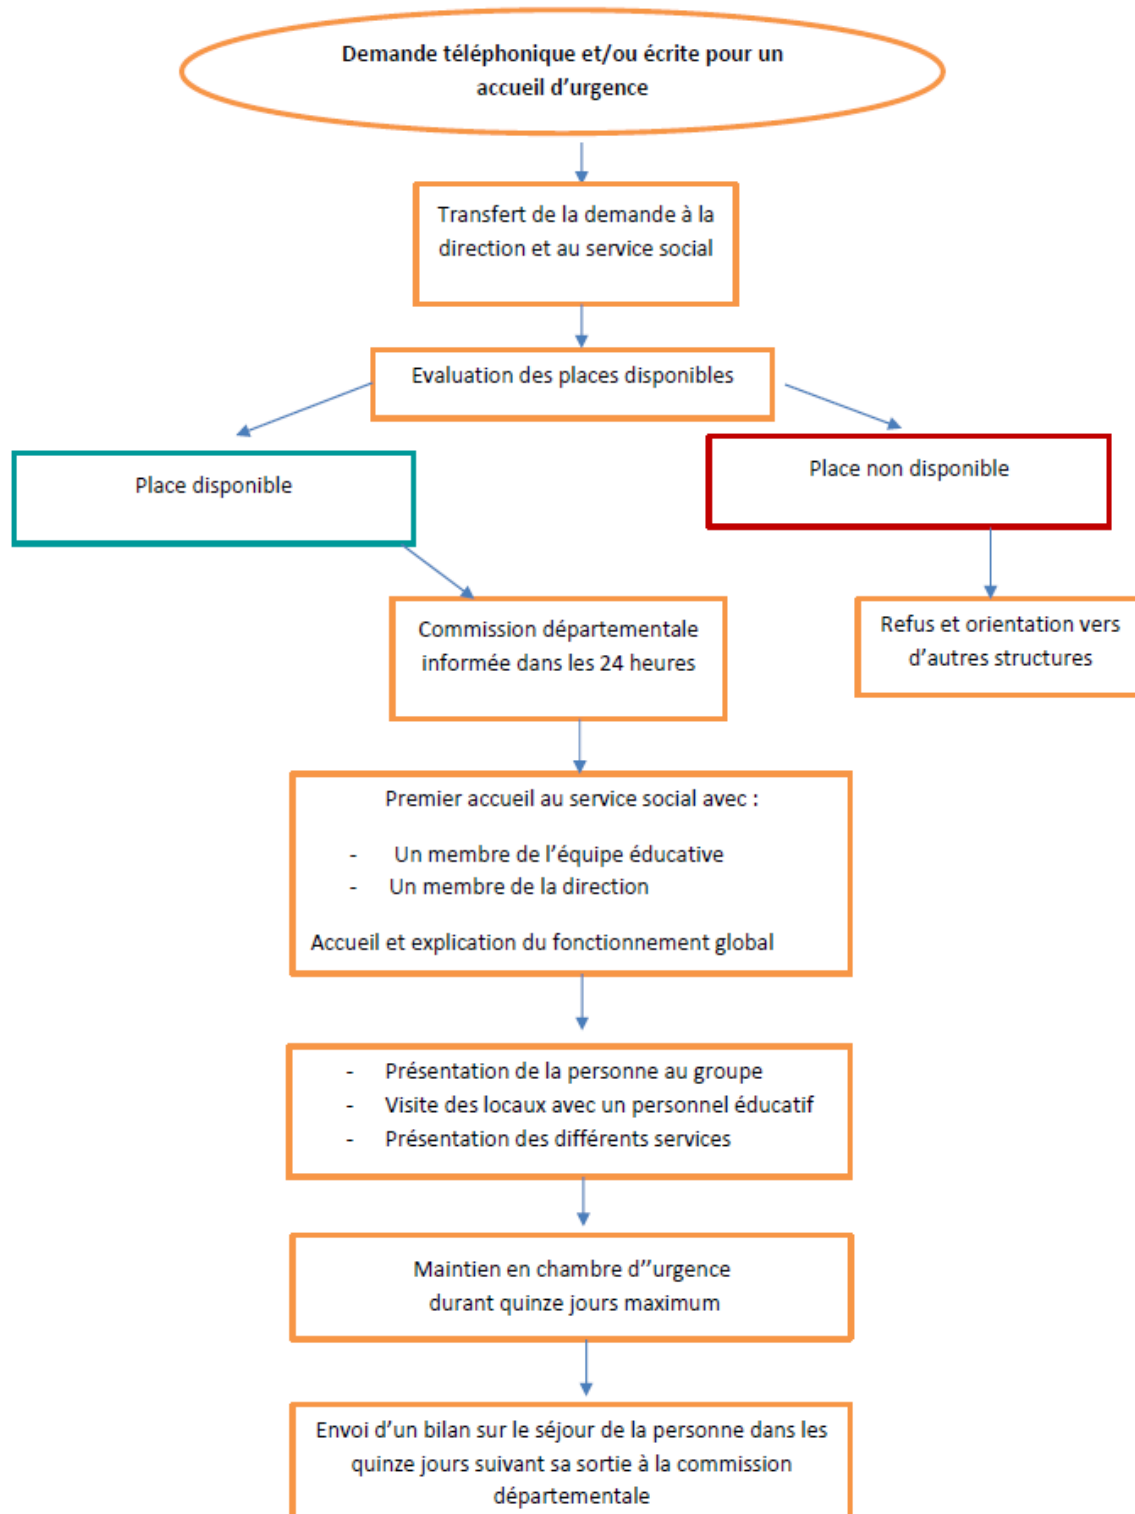 Demande téléphonique et/ou écrite pour un
accueil d’urgence
Transfert de la demande à la
direction et au service social
Evaluation des places disponibles
Place disponible
Place non disponible
Commission départementale
informée dans les 24 heures
Refus et orientation vers
d’autres structures
Premier accueil au service social avec :
- Un membre de l’équipe éducative
- Un membre de la direction
Accueil et explication du fonctionnement global
- Présentation de la personne au groupe
- Visite des locaux avec un personnel éducatif
- Présentation des différents services
Maintien en chambre d’’urgence
durant quinze jours maximum
Envoi d’un bilan sur le séjour de la personne dans les
quinze jours suivant sa sortie à la commission
départementale